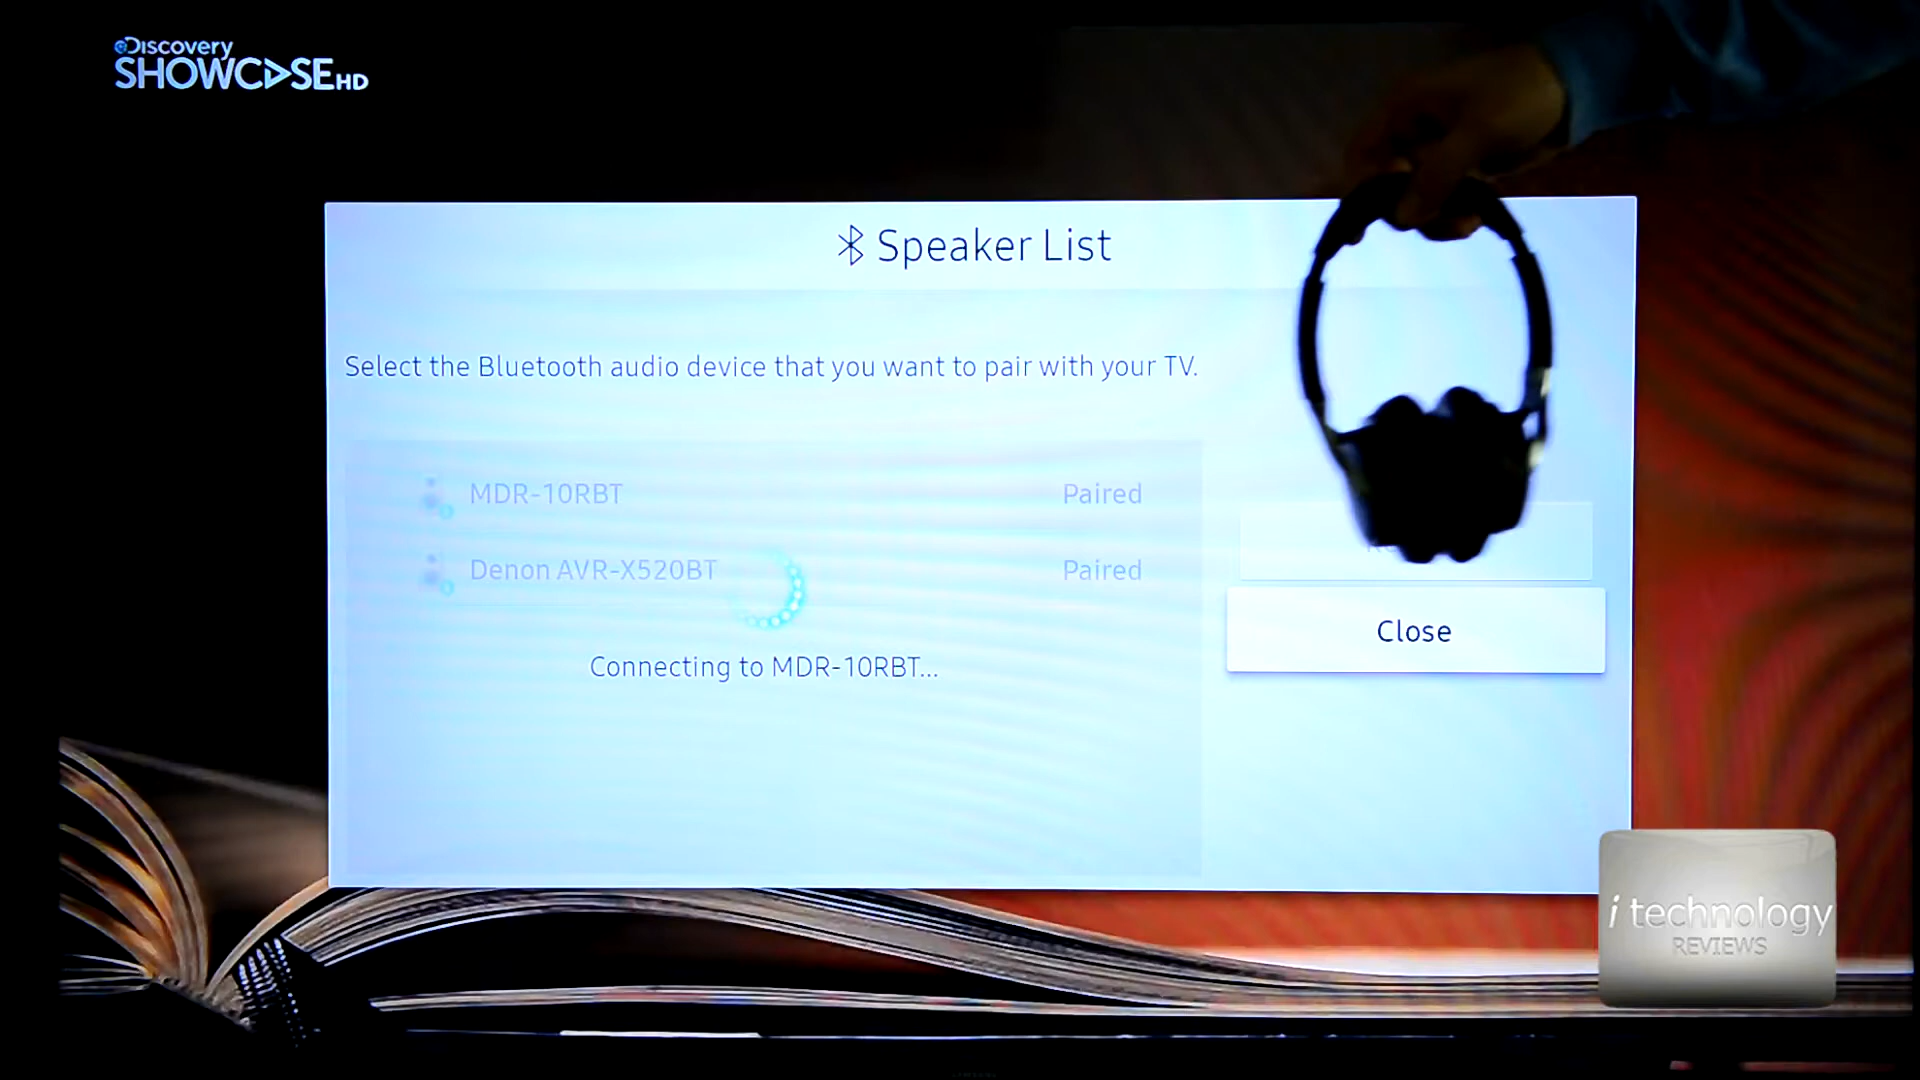 Discovery
SHOWCASE HD
Speaker List
Select the Bluetooth audio device that you want to pair with your TV.
MDR-10RBT Paired
Denon AVR-X520BT Paired
Connecting to MDR-10RBT...
Close
i technology
REVIEWS